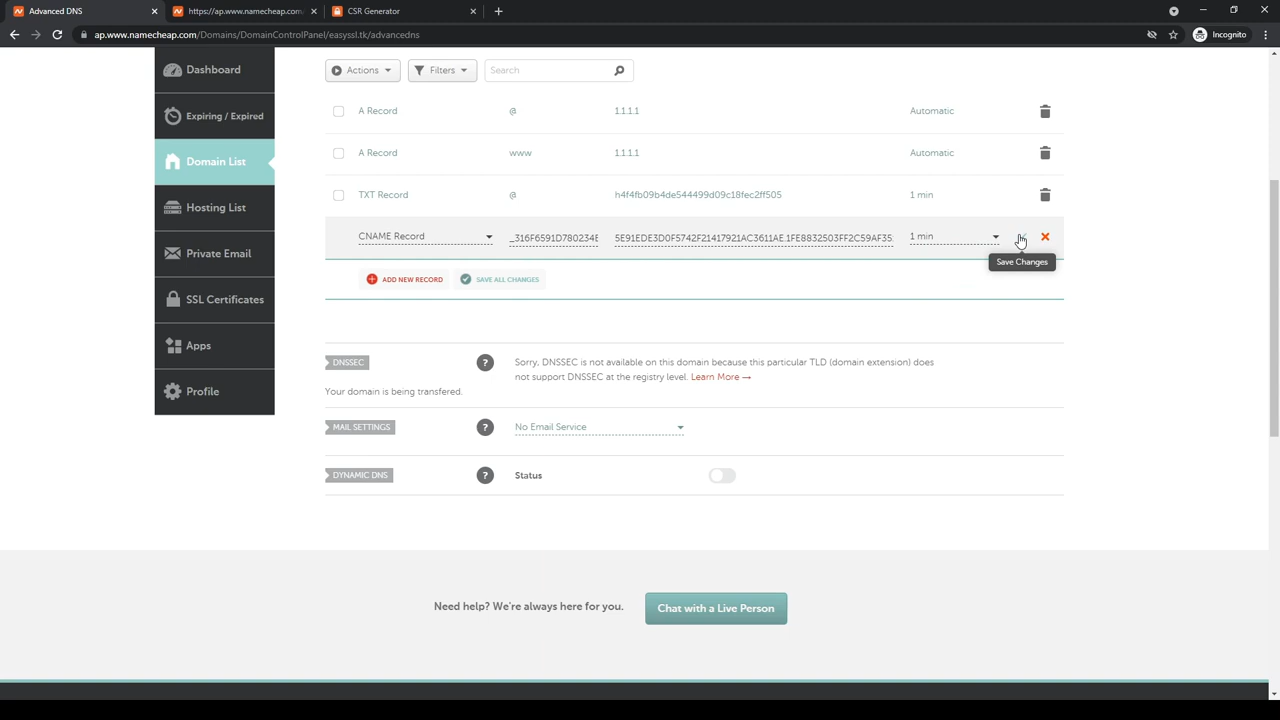 Advanced DNS
https://ap.www.namecheap.com/
CSR Generator
ap.www.namecheap.com/Domains/DomainControlPanel/easyssl.tk/advancedns
Incognito
Dashboard
Expiring / Expired
Domain List
Hosting List
Private Email
SSL Certificates
Apps
Profile
Actions Filters Search
A Record @ 1.1.1.1 Automatic
A Record www 1.1.1.1 Automatic
TXT Record @ h4f4fb09b4de544499d09c18fec2ff505 1 min
CNAME Record _316F6591D780234E 5E91EDE3D0F5742F21417921AC3611AE.1FE8832503FF2C59AF35 1 min
Save Changes
ADD NEW RECORD SAVE ALL CHANGES
DNSSEC ? Sorry, DNSSEC is not available on this domain because this particular TLD (domain extension) does
not support DNSSEC at the registry level. Learn More →
Your domain is being transfered.
MAIL SETTINGS ? No Email Service
DYNAMIC DNS ? Status
Need help? We're always here for you. Chat with a Live Person